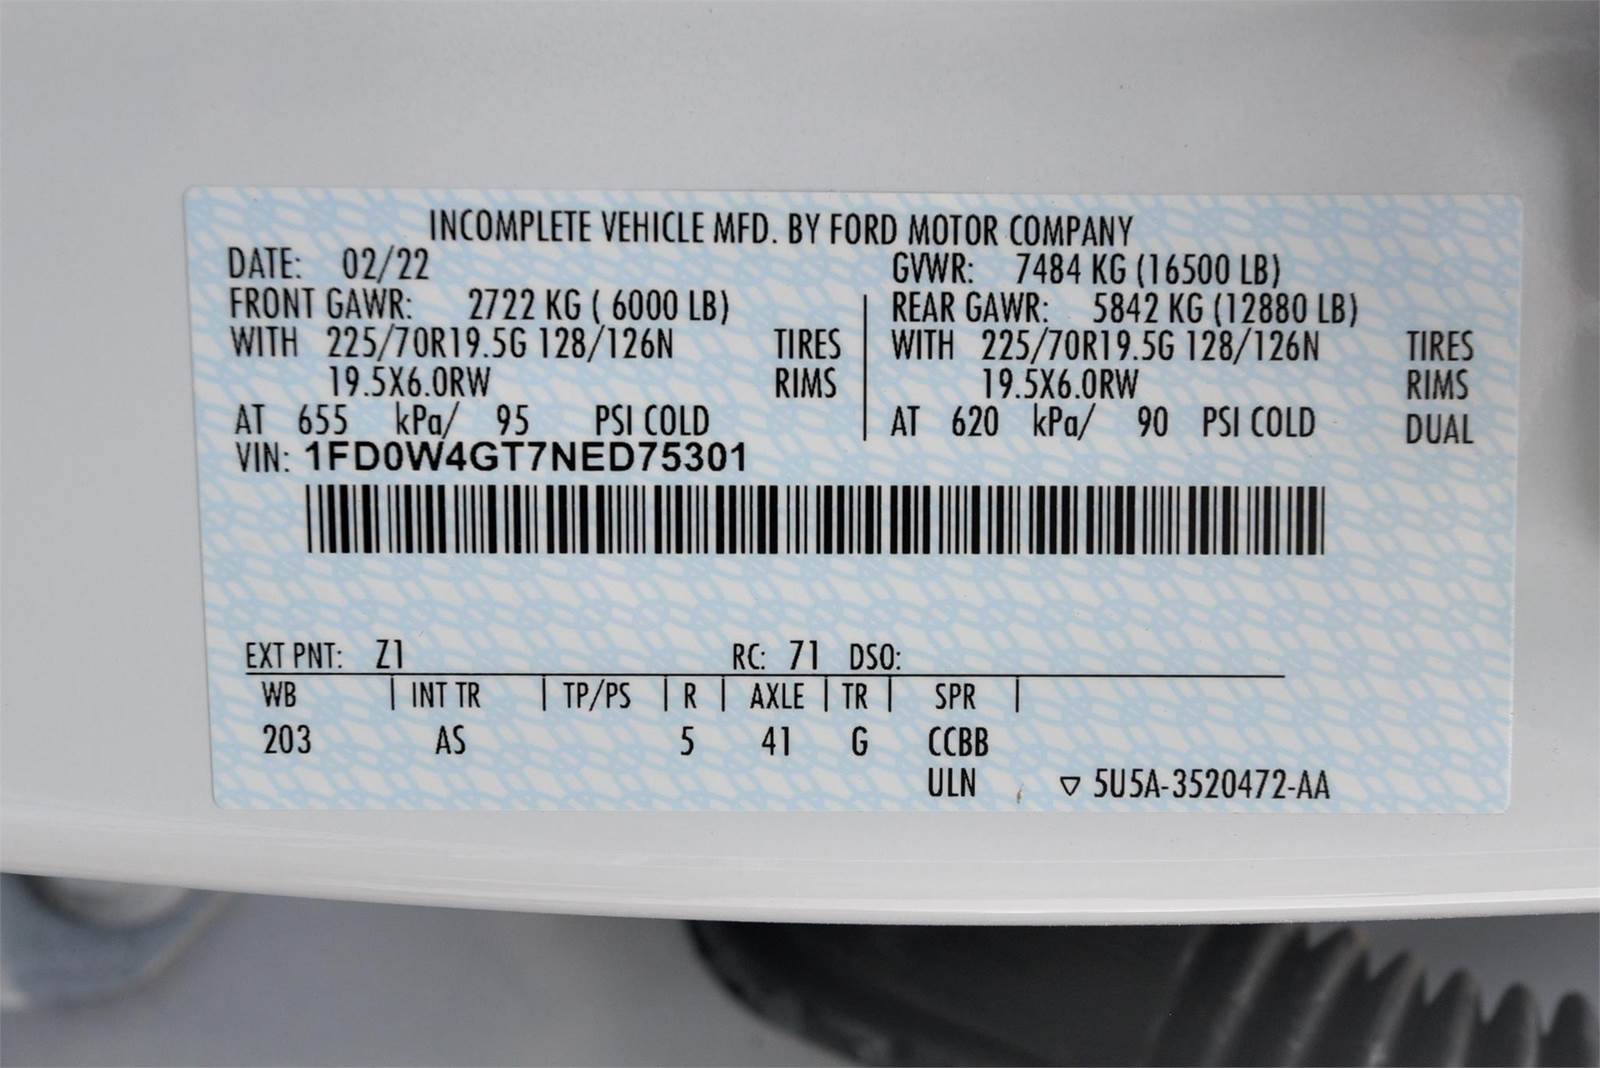 INCOMPLETE VEHICLE MFD. BY FORD MOTOR COMPANY
DATE: 02/22 GVWR: 7484 KG (16500 LB)
FRONT GAWR: 2722 KG ( 6000 LB) REAR GAWR: 5842 KG (12880 LB)
WITH 225/70R19.5G 128/126N TIRES WITH 225/70R19.5G 128/126N TIRES
19.5X6.0RW RIMS 19.5X6.0RW RIMS
AT 655 kPa/ 95 PSI COLD AT 620 kPa/ 90 PSI COLD DUAL
VIN: 1FD0W4GT7NED75301
EXT PNT: Z1 RC: 71 DSO:
WB INT TR TP/PS R AXLE TR SPR
203 AS 5 41 G CCBB
ULN ▽ 5U5A-3520472-AA